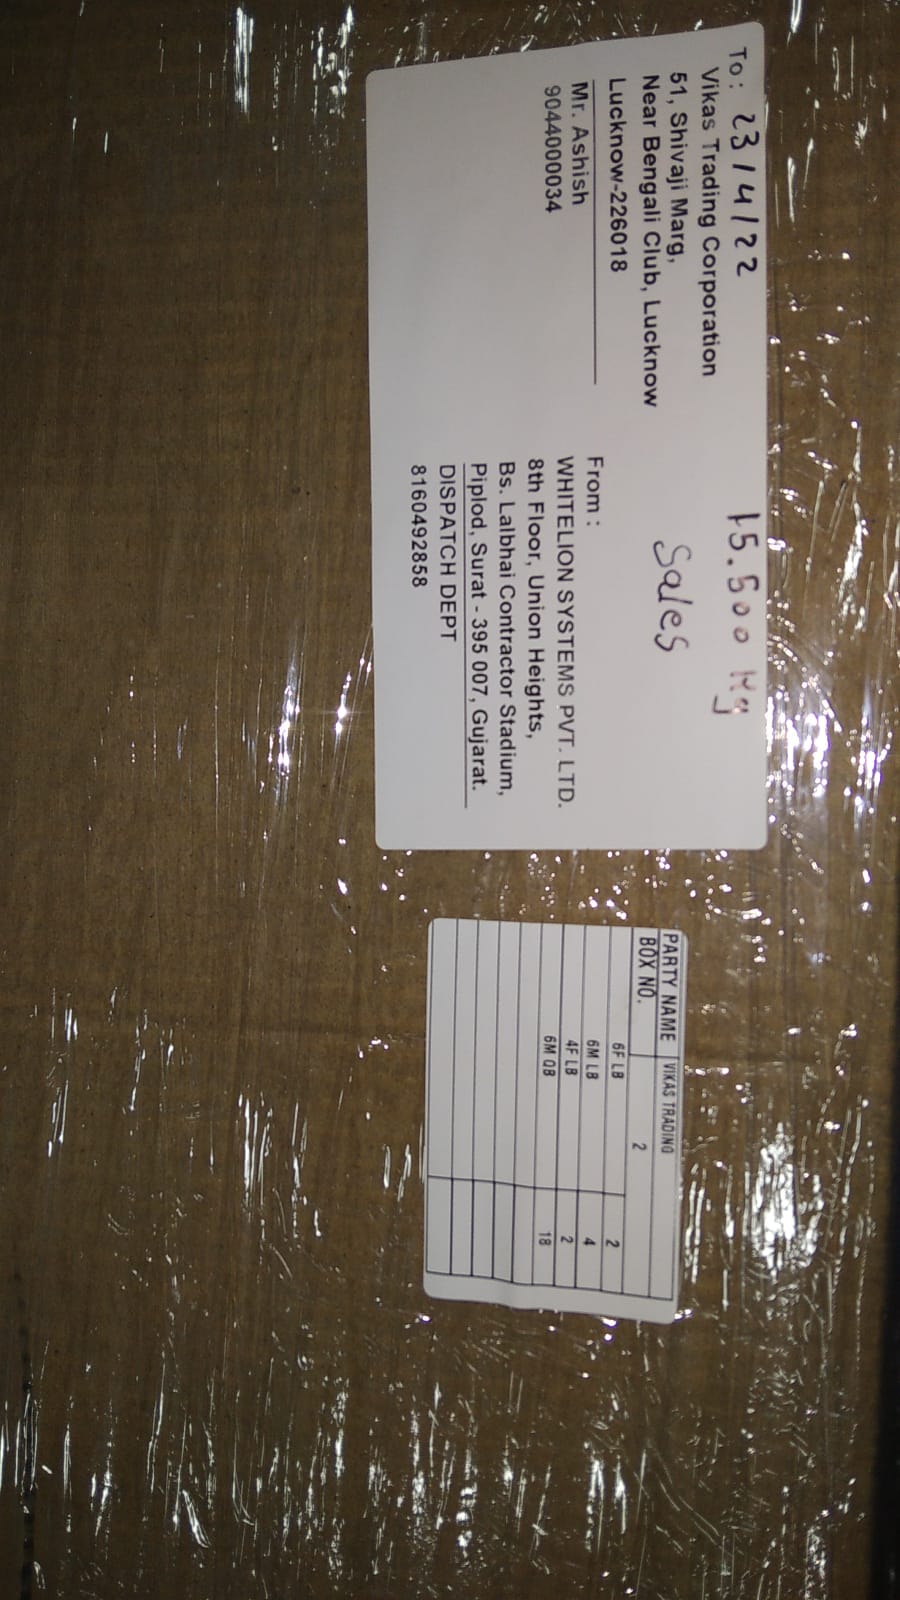 To: 23/4/22
Vikas Trading Corporation
51, Shivaji Marg,
Near Bengali Club, Lucknow
Lucknow-226018
Mr. Ashish
9044000034
15.500 Kg
Sales
From :
WHITELION SYSTEMS PVT. LTD.
8th Floor, Union Heights,
Bs. Lalbhai Contractor Stadium,
Piplod, Surat - 395 007, Gujarat.
DISPATCH DEPT
8160492858
PARTY NAME VIKAS TRADING
BOX NO. 2
6F LB 2
6M LB 4
4F LB 2
6M QB 18